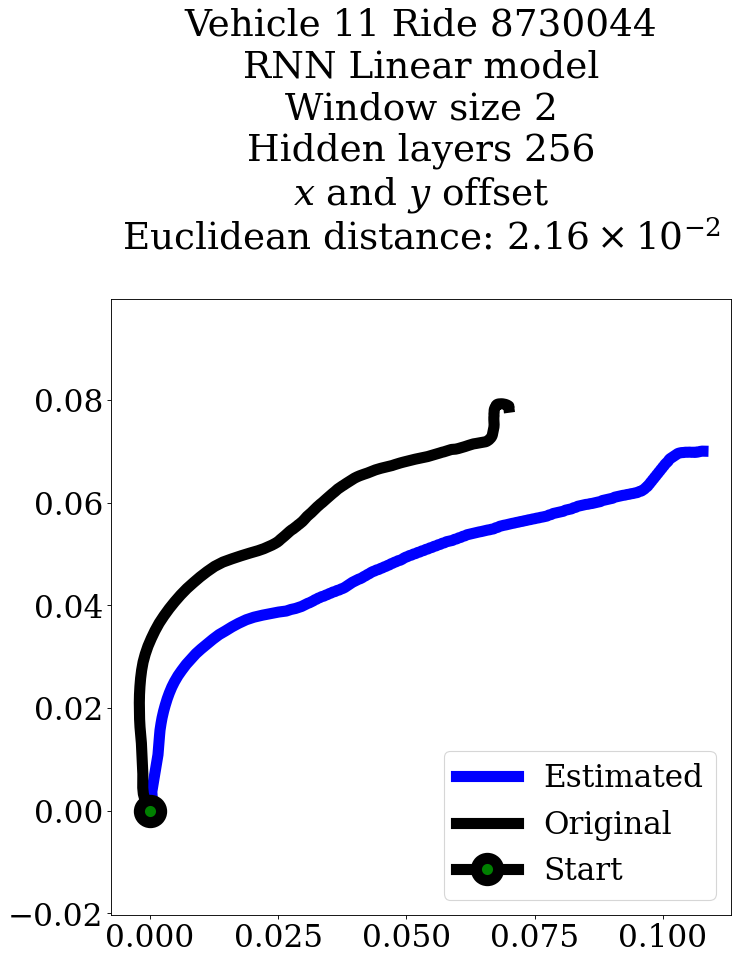 Vehicle 11 Ride 8730044
RNN Linear model
Window size 2
Hidden layers 256
x and y offset
Euclidean distance: 2.16 × 10⁻²
0.08
0.06
0.04
0.02
0.00
−0.02
0.000 0.025 0.050 0.075 0.100
Estimated
Original
Start